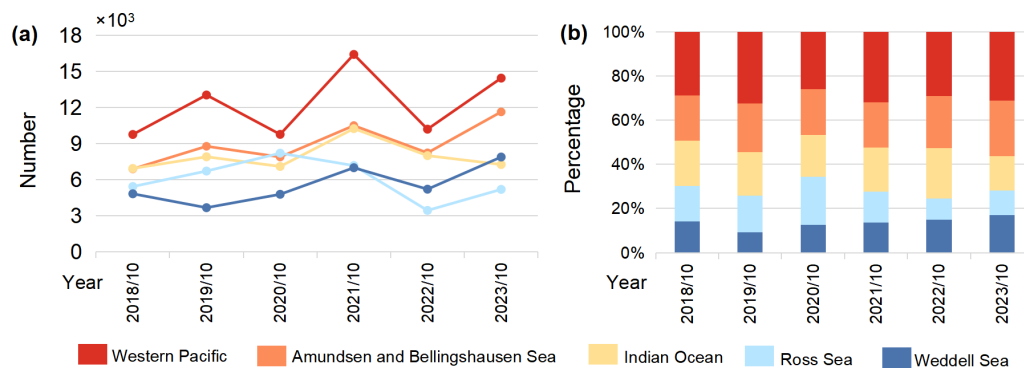 (a)
×10³
Number
18
15
12
9
6
3
0
Year
2018/10
2019/10
2020/10
2021/10
2022/10
2023/10
(b)
Percentage
100%
80%
60%
40%
20%
0%
Year
2018/10
2019/10
2020/10
2021/10
2022/10
2023/10
Western Pacific
Amundsen and Bellingshausen Sea
Indian Ocean
Ross Sea
Weddell Sea